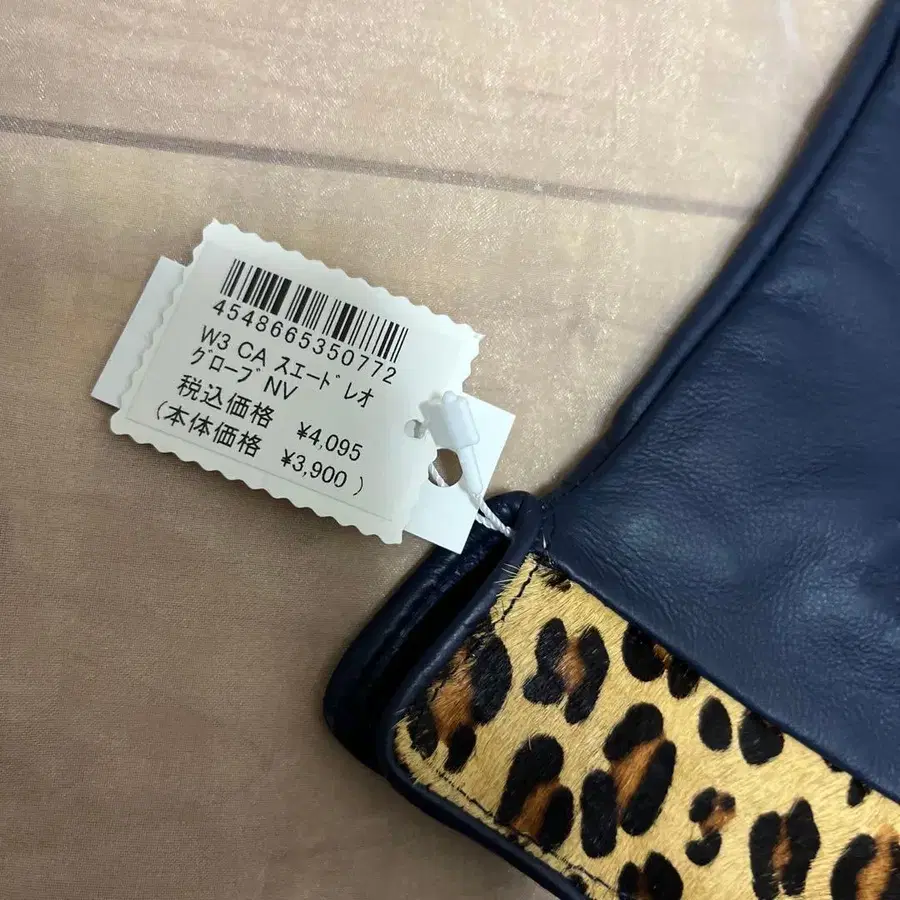 4548665350772
W3 CA スエード レオ
グローブ NV
税込価格 ¥4,095
(本体価格 ¥3,900)